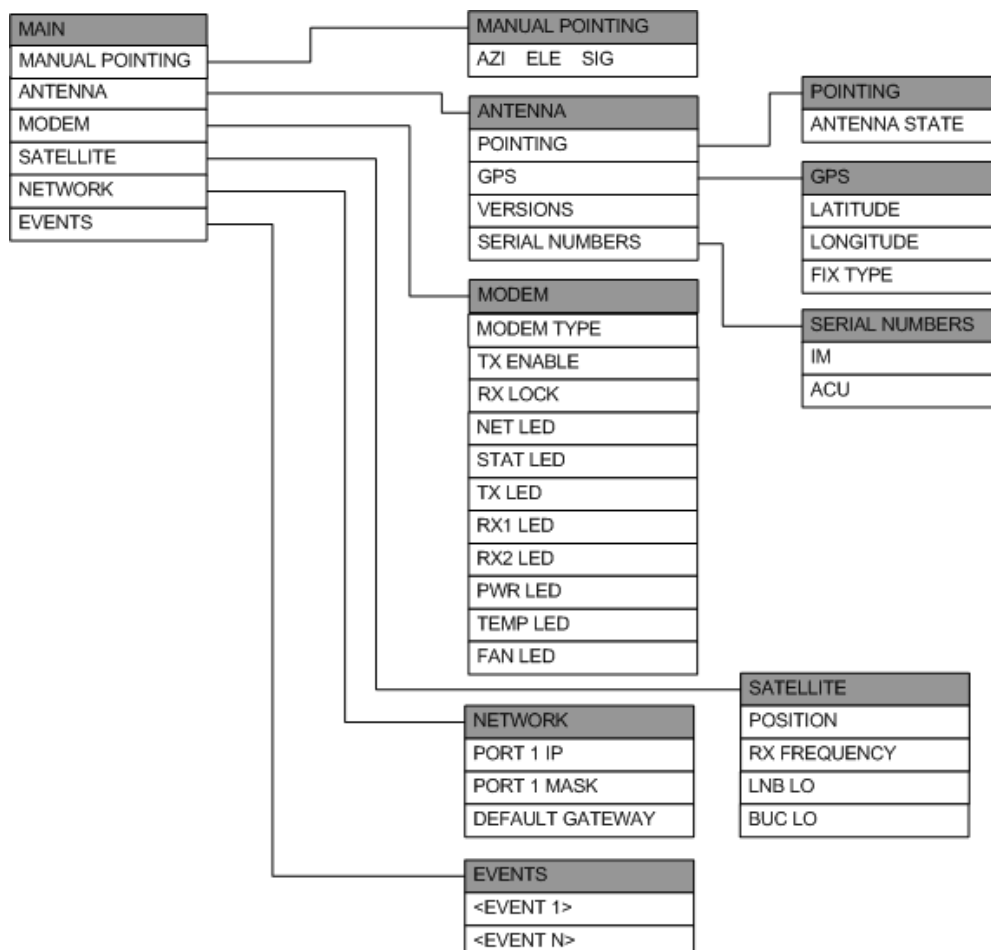 MAIN
MANUAL POINTING
ANTENNA
MODEM
SATELLITE
NETWORK
EVENTS
MANUAL POINTING
AZI ELE SIG
ANTENNA
POINTING
GPS
VERSIONS
SERIAL NUMBERS
POINTING
ANTENNA STATE
GPS
LATITUDE
LONGITUDE
FIX TYPE
SERIAL NUMBERS
IM
ACU
MODEM
MODEM TYPE
TX ENABLE
RX LOCK
NET LED
STAT LED
TX LED
RX1 LED
RX2 LED
PWR LED
TEMP LED
FAN LED
SATELLITE
POSITION
RX FREQUENCY
LNB LO
BUC LO
NETWORK
PORT 1 IP
PORT 1 MASK
DEFAULT GATEWAY
EVENTS
<EVENT 1>
<EVENT N>